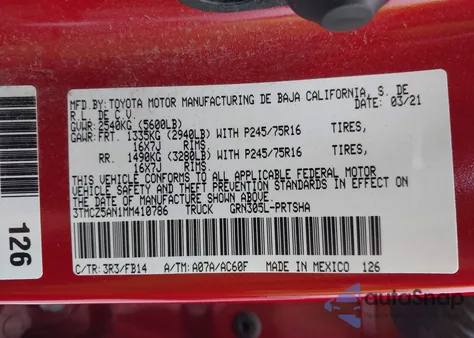 MFD.BY:TOYOTA MOTOR MANUFACTURING DE BAJA CALIFORNIA, S. DE
R.L. DE C.V. DATE: 03/21
GVWR:2540KG (5600LB)
GAWR:FRT. 1335KG (2940LB) WITH P245/75R16 TIRES,
16X7J RIMS
RR. 1490KG (3280LB) WITH P245/75R16 TIRES,
16X7J RIMS
THIS VEHICLE CONFORMS TO ALL APPLICABLE FEDERAL MOTOR
VEHICLE SAFETY AND THEFT PREVENTION STANDARDS IN EFFECT ON
THE DATE OF MANUFACTURE SHOWN ABOVE.
3TMCZ5AN1MM410786 TRUCK GRN305L-PRTSHA
C/TR: 3R3/FB14 A/TM: A07A/AC60F MADE IN MEXICO 126
126
autoSnap